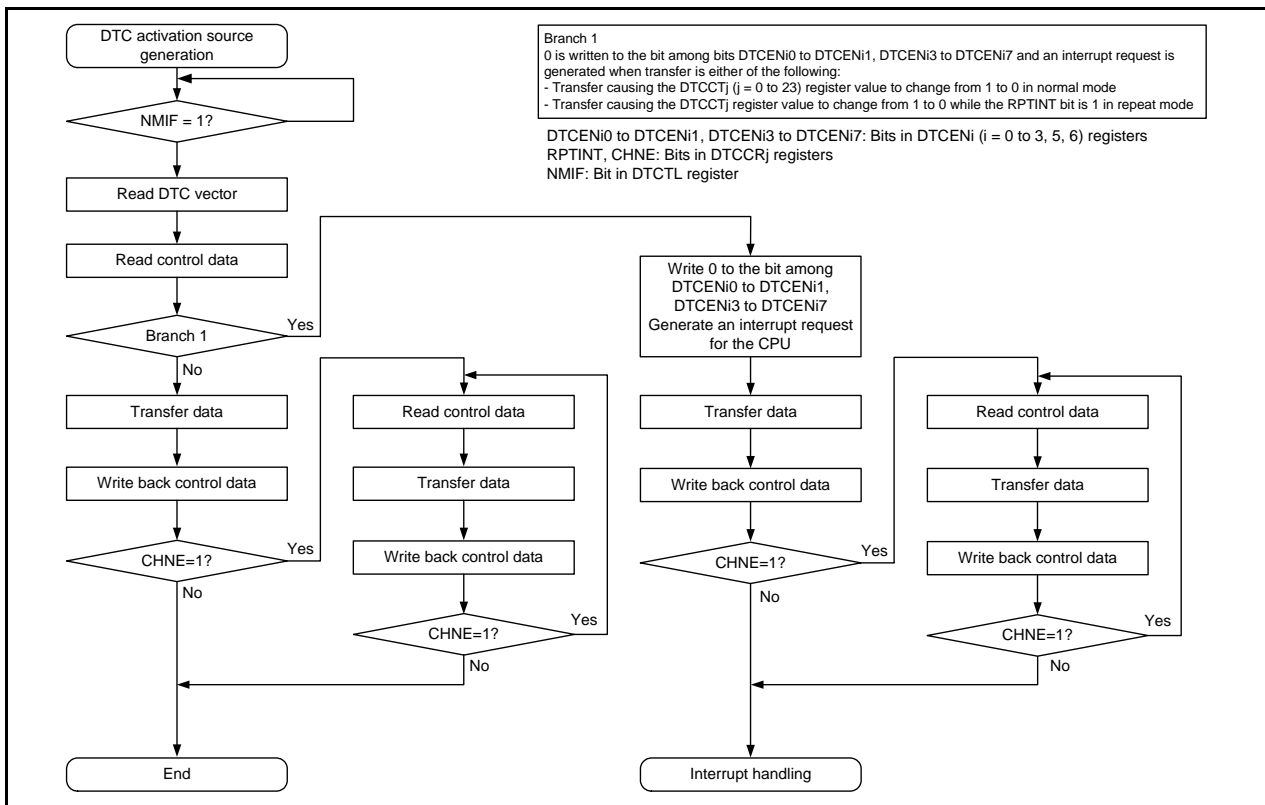 DTC activation source
generation
NMIF = 1?
Read DTC vector
Read control data
Branch 1
Yes
No
Transfer data
Write back control data
CHNE=1?
Yes
No
End
Read control data
Transfer data
Write back control data
CHNE=1?
Yes
No
Branch 1
0 is written to the bit among bits DTCENi0 to DTCENi1, DTCENi3 to DTCENi7 and an interrupt request is
generated when transfer is either of the following:
- Transfer causing the DTCCTj (j = 0 to 23) register value to change from 1 to 0 in normal mode
- Transfer causing the DTCCTj register value to change from 1 to 0 while the RPTINT bit is 1 in repeat mode
DTCENi0 to DTCENi1, DTCENi3 to DTCENi7: Bits in DTCENi (i = 0 to 3, 5, 6) registers
RPTINT, CHNE: Bits in DTCCRj registers
NMIF: Bit in DTCTL register
Write 0 to the bit among
DTCENi0 to DTCENi1,
DTCENi3 to DTCENi7
Generate an interrupt request
for the CPU
Transfer data
Write back control data
CHNE=1?
Yes
No
Interrupt handling
Read control data
Transfer data
Write back control data
CHNE=1?
Yes
No